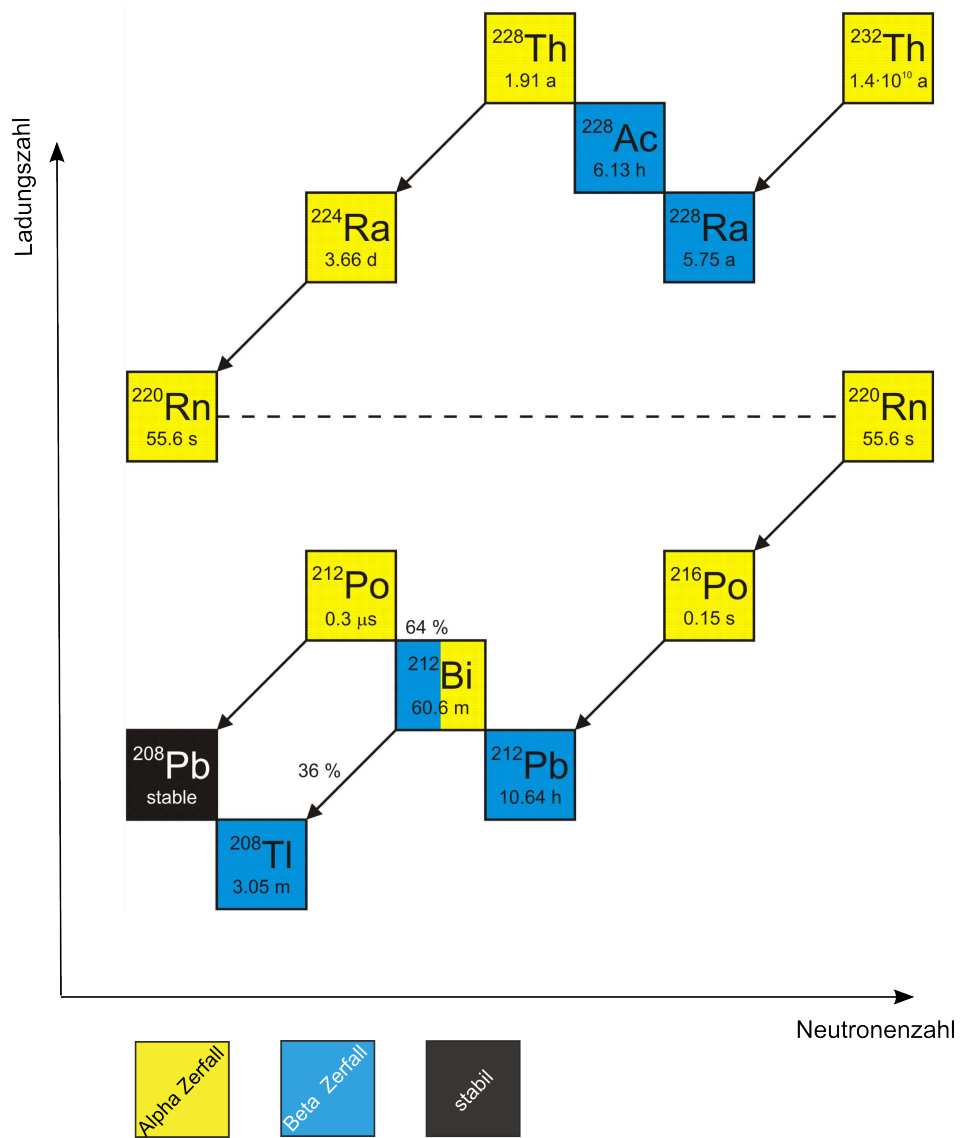 228Th
1.91 a
232Th
1.4·10¹⁰ a
228Ac
6.13 h
Ladungszahl
224Ra
3.66 d
228Ra
5.75 a
220Rn
55.6 s
220Rn
55.6 s
212Po
0.3 µs
216Po
0.15 s
64 %
212Bi
60.6 m
208Pb
stable
36 %
212Pb
10.64 h
208Tl
3.05 m
Neutronenzahl
Alpha Zerfall
Beta Zerfall
stabil